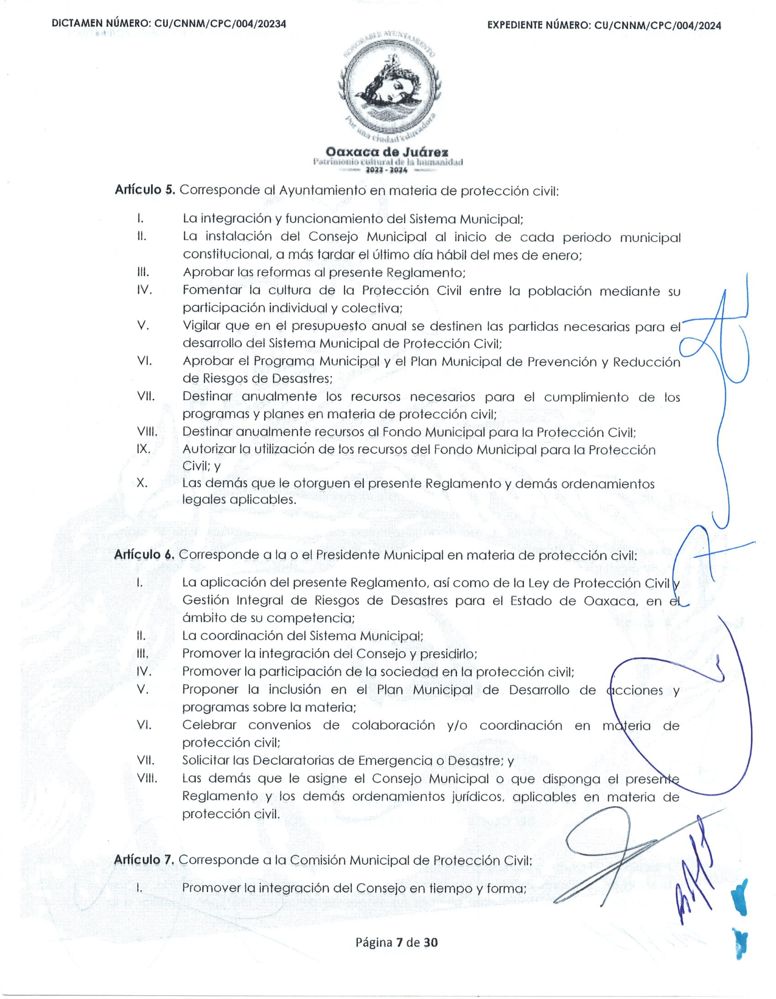 DICTAMEN NÚMERO: CU/CNNM/CPC/004/20234
EXPEDIENTE NÚMERO: CU/CNNM/CPC/004/2024
HONORABLE AYUNTAMIENTO
Por una ciudad educadora
Oaxaca de Juárez
Patrimonio cultural de la humanidad
2022 - 2024
Artículo 5. Corresponde al Ayuntamiento en materia de protección civil:
I. La integración y funcionamiento del Sistema Municipal;
II. La instalación del Consejo Municipal al inicio de cada periodo municipal
constitucional, a más tardar el último día hábil del mes de enero;
III. Aprobar las reformas al presente Reglamento;
IV. Fomentar la cultura de la Protección Civil entre la población mediante su
participación individual y colectiva;
V. Vigilar que en el presupuesto anual se destinen las partidas necesarias para el
desarrollo del Sistema Municipal de Protección Civil;
VI. Aprobar el Programa Municipal y el Plan Municipal de Prevención y Reducción
de Riesgos de Desastres;
VII. Destinar anualmente los recursos necesarios para el cumplimiento de los
programas y planes en materia de protección civil;
VIII. Destinar anualmente recursos al Fondo Municipal para la Protección Civil;
IX. Autorizar la utilización de los recursos del Fondo Municipal para la Protección
Civil; y
X. Las demás que le otorguen el presente Reglamento y demás ordenamientos
legales aplicables.
Artículo 6. Corresponde a la o el Presidente Municipal en materia de protección civil:
I. La aplicación del presente Reglamento, así como de la Ley de Protección Civil y
Gestión Integral de Riesgos de Desastres para el Estado de Oaxaca, en el
ámbito de su competencia;
II. La coordinación del Sistema Municipal;
III. Promover la integración del Consejo y presidirlo;
IV. Promover la participación de la sociedad en la protección civil;
V. Proponer la inclusión en el Plan Municipal de Desarrollo de acciones y
programas sobre la materia;
VI. Celebrar convenios de colaboración y/o coordinación en materia de
protección civil;
VII. Solicitar las Declaratorias de Emergencia o Desastre; y
VIII. Las demás que le asigne el Consejo Municipal o que disponga el presente
Reglamento y los demás ordenamientos jurídicos, aplicables en materia de
protección civil.
Artículo 7. Corresponde a la Comisión Municipal de Protección Civil:
I. Promover la integración del Consejo en tiempo y forma;
Página 7 de 30